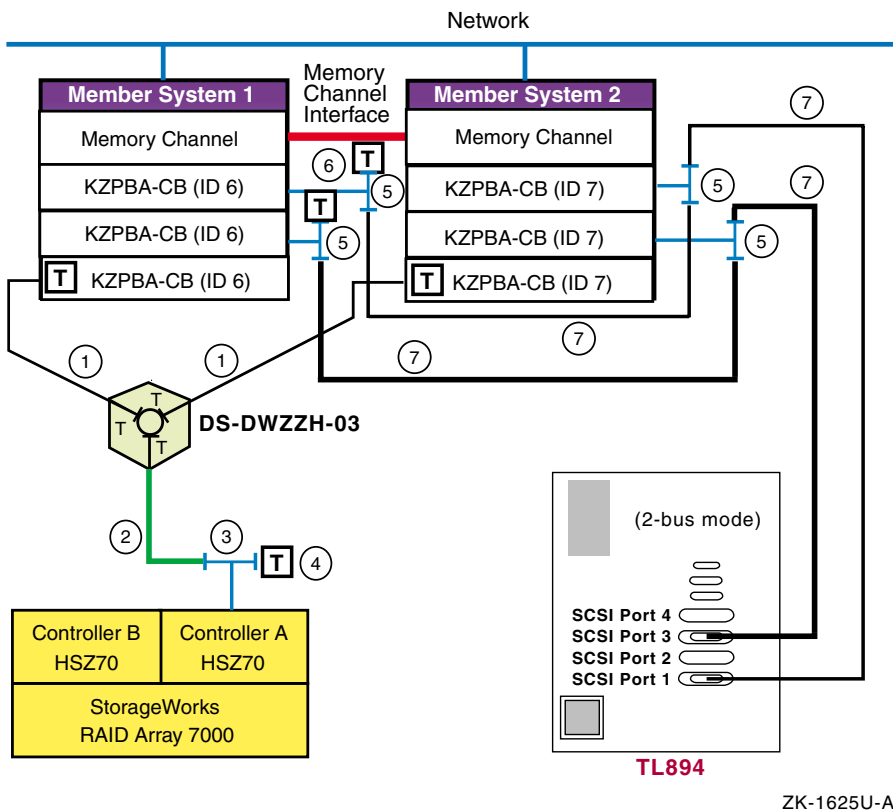 Network
Memory
Channel
Interface
Member System 1
Member System 2
7
Memory Channel
Memory Channel
6
T
KZPBA-CB (ID 6)
5
KZPBA-CB (ID 7)
5
7
T
KZPBA-CB (ID 6)
5
KZPBA-CB (ID 7)
5
T
KZPBA-CB (ID 6)
T
KZPBA-CB (ID 7)
7
7
1
1
T
T
T
DS-DWZZH-03
2
3
T
4
Controller B
HSZ70
Controller A
HSZ70
StorageWorks
RAID Array 7000
(2-bus mode)
SCSI Port 4
SCSI Port 3
SCSI Port 2
SCSI Port 1
TL894
ZK-1625U-AI